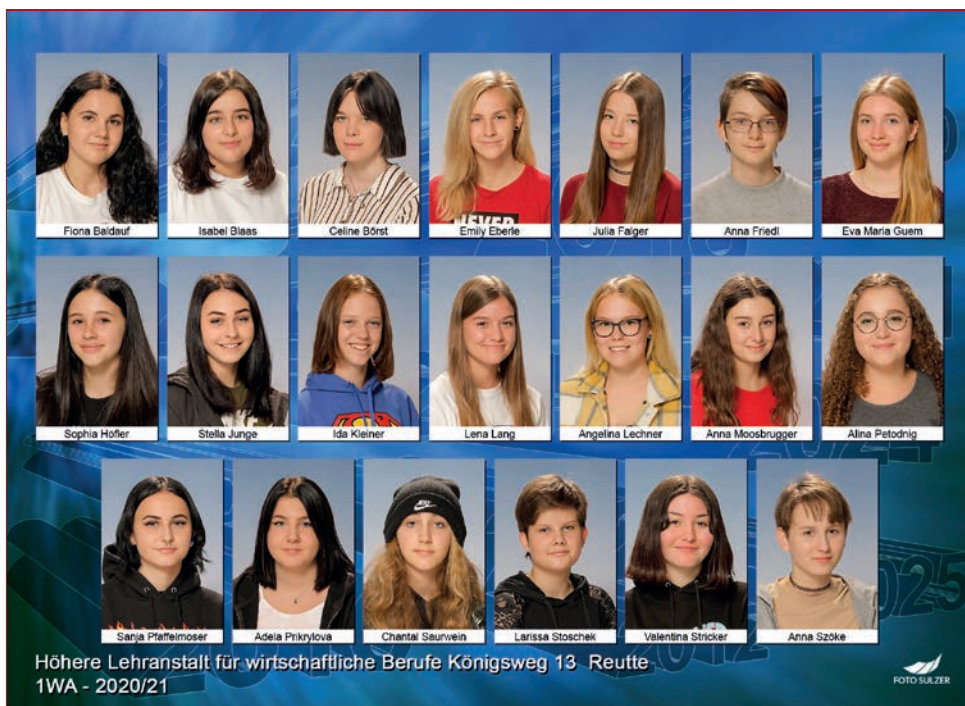 Fiona Baldauf
Isabel Blaas
Celine Börst
Emily Eberle
Julia Falger
Anna Friedl
Eva Maria Guem
Sophia Höfler
Stella Junge
Ida Kleiner
Lena Lang
Angelina Lechner
Anna Moosbrugger
Alina Petodnig
Sanja Pfaffelmoser
Adela Prikrylova
Chantal Saurwein
Larissa Stoschek
Valentina Stricker
Anna Szöke
Höhere Lehranstalt für wirtschaftliche Berufe Königsweg 13 Reutte
1WA - 2020/21
FOTO SULZER
2025
2012